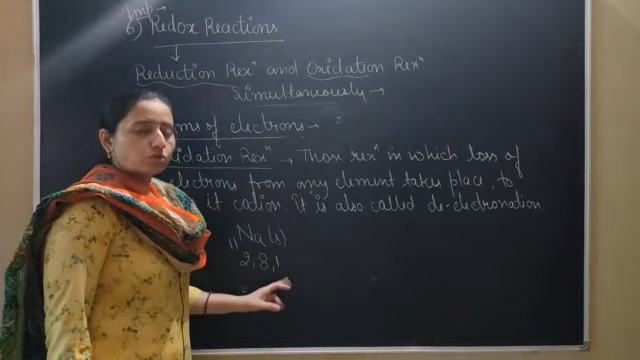 Imp→
6) Redox Reactions
↓
Reduction Rexⁿ and Oxidation Rexⁿ
Simultaneously →
ms of electrons →
idation Rexⁿ → Those rexⁿ in which loss of
electrons from any element takes place, to
it cation. It is also called de-electronation.
₁₁Na(s)
2,8,1